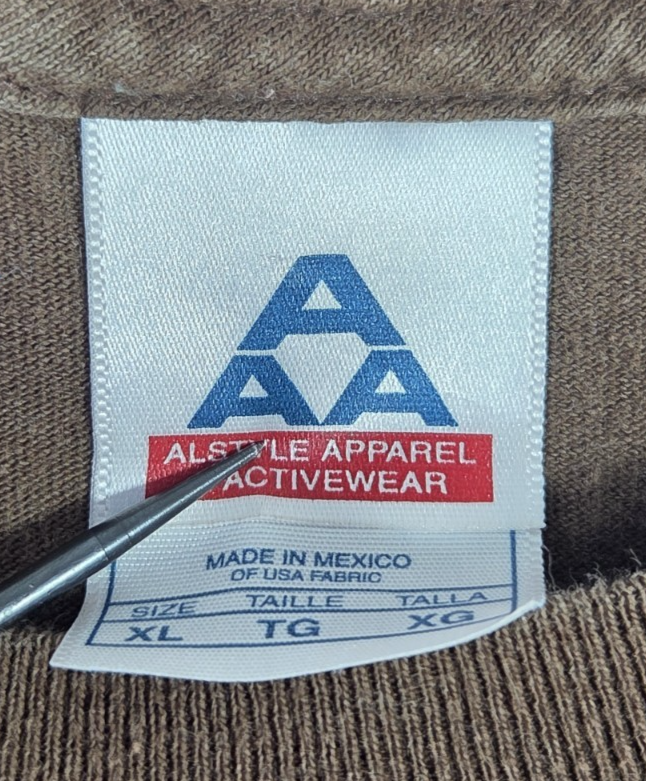 A
A A
ALSTYLE APPAREL
ACTIVEWEAR
MADE IN MEXICO
OF USA FABRIC
SIZE TAILLE TALLA
XL TG XG